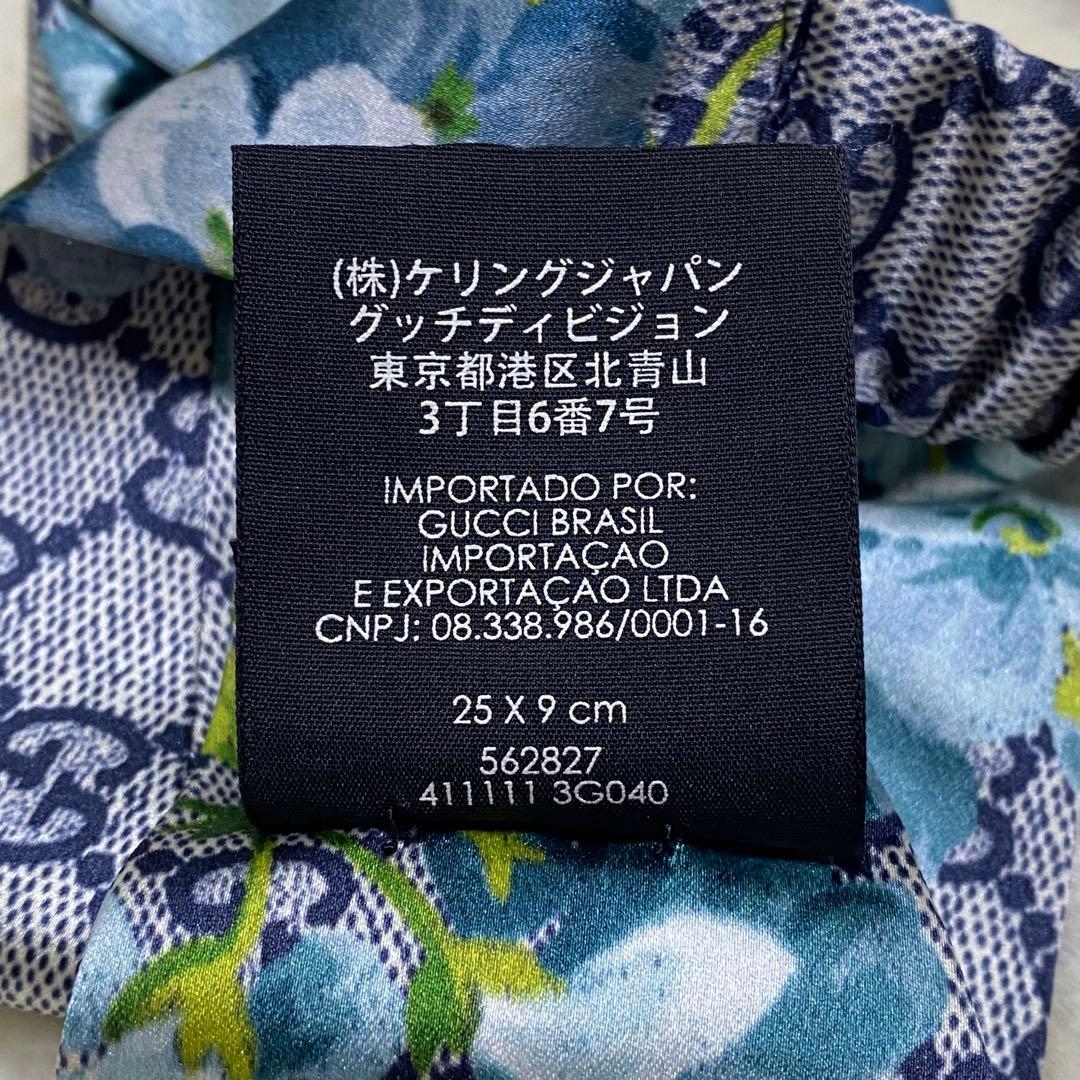 (株)ケリングジャパン
グッチディビジョン
東京都港区北青山
3丁目6番7号
IMPORTADO POR:
GUCCI BRASIL
IMPORTAÇAO
E EXPORTAÇAO LTDA
CNPJ: 08.338.986/0001-16
25 X 9 cm
562827
411111 3G040